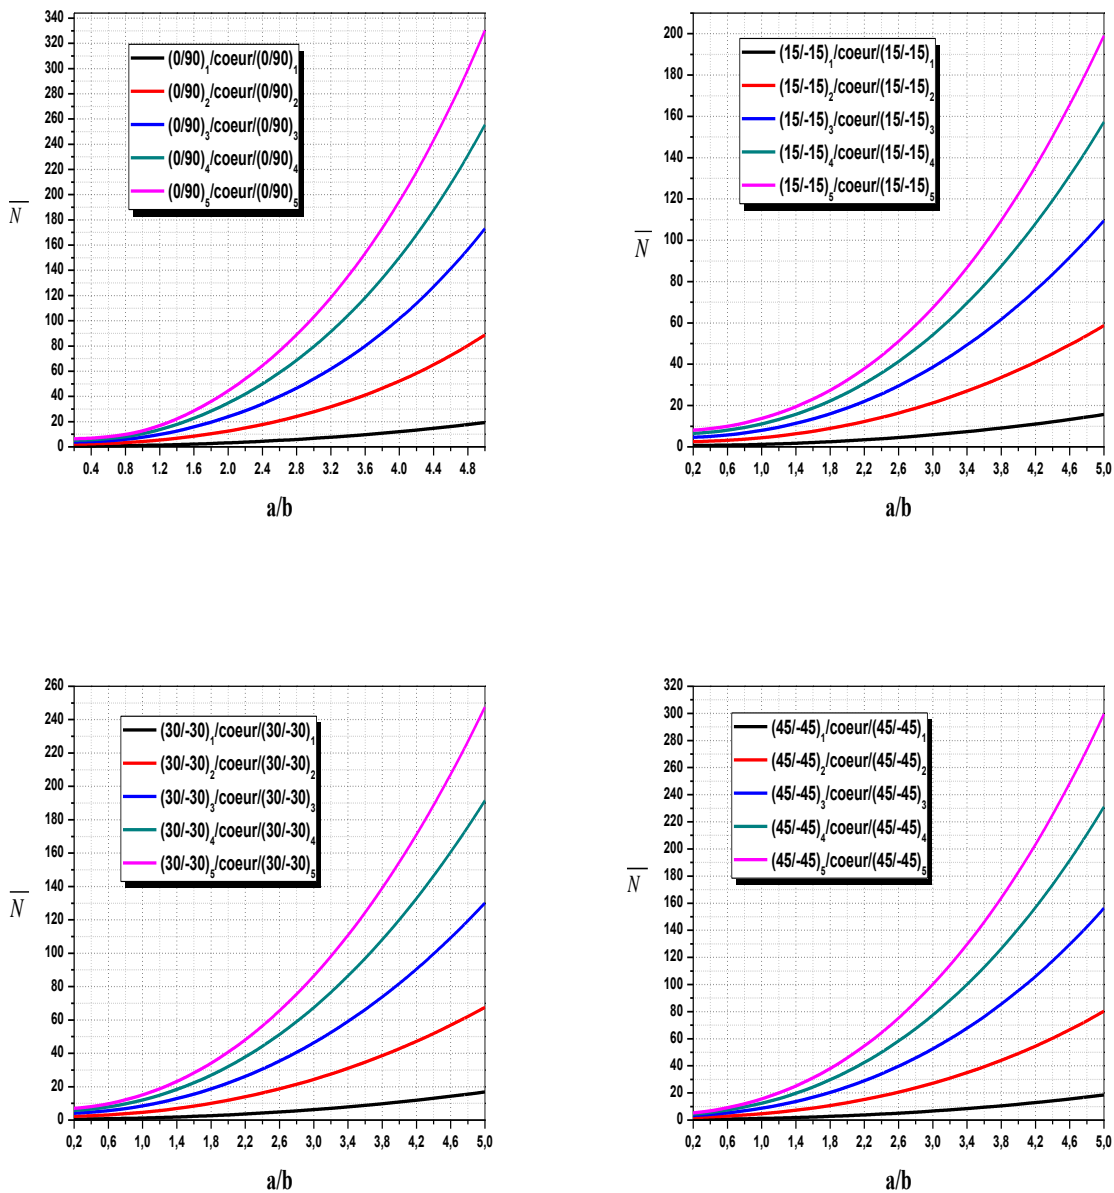 340
320
300
280
260
240
220
200
180
160
140
120
100
80
60
40
20
0
N
(0/90)1/coeur/(0/90)1
(0/90)2/coeur/(0/90)2
(0/90)3/coeur/(0/90)3
(0/90)4/coeur/(0/90)4
(0/90)5/coeur/(0/90)5
0.4 0.8 1.2 1.6 2.0 2.4 2.8 3.2 3.6 4.0 4.4 4.8
a/b
200
180
160
140
120
100
80
60
40
20
0
N
(15/-15)1/coeur/(15/-15)1
(15/-15)2/coeur/(15/-15)2
(15/-15)3/coeur/(15/-15)3
(15/-15)4/coeur/(15/-15)4
(15/-15)5/coeur/(15/-15)5
0,2 0,6 1,0 1,4 1,8 2,2 2,6 3,0 3,4 3,8 4,2 4,6 5,0
a/b
260
240
220
200
180
160
140
120
100
80
60
40
20
0
N
(30/-30)1/coeur/(30/-30)1
(30/-30)2/coeur/(30/-30)2
(30/-30)3/coeur/(30/-30)3
(30/-30)4/coeur/(30/-30)4
(30/-30)5/coeur/(30/-30)5
0,2 0,6 1,0 1,4 1,8 2,2 2,6 3,0 3,4 3,8 4,2 4,6 5,0
a/b
320
300
280
260
240
220
200
180
160
140
120
100
80
60
40
20
0
N
(45/-45)1/coeur/(45/-45)1
(45/-45)2/coeur/(45/-45)2
(45/-45)3/coeur/(45/-45)3
(45/-45)4/coeur/(45/-45)4
(45/-45)5/coeur/(45/-45)5
0,2 0,6 1,0 1,4 1,8 2,2 2,6 3,0 3,4 3,8 4,2 4,6 5,0
a/b